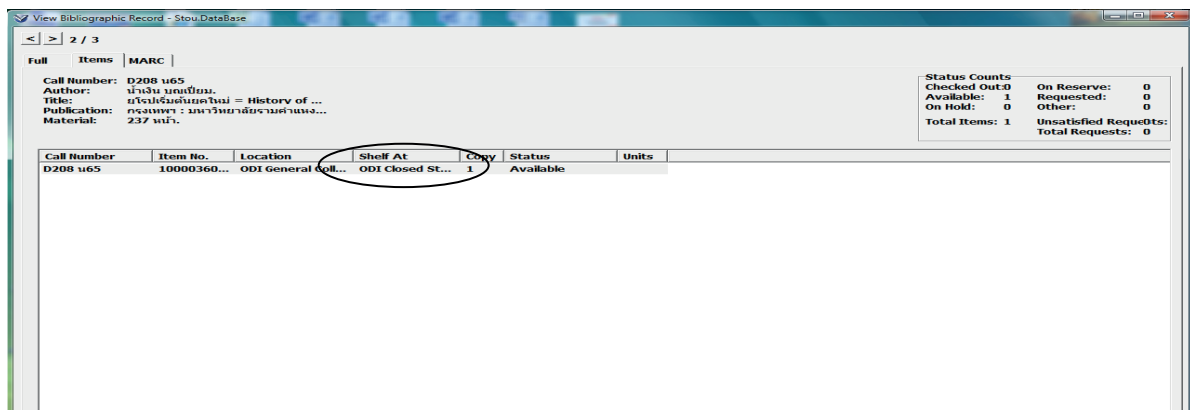 View Bibliographic Record - Stou.DataBase
< > 2 / 3
Full Items MARC
Call Number: D208 น65
Author: น้ำเงิน บุณเปี่ยม.
Title: ยุโรปเริ่มต้นยุคใหม่ = History of ...
Publication: กรุงเทพฯ : มหาวิทยาลัยรามคำแหง...
Material: 237 หน้า.
Status Counts
Checked Out:0 On Reserve: 0
Available: 1 Requested: 0
On Hold: 0 Other: 0
Total Items: 1 Unsatisfied Reque0ts:
Total Requests: 0
Call Number Item No. Location Shelf At Copy Status Units
D208 น65 10000360... ODI General Coll... ODI Closed St... 1 Available